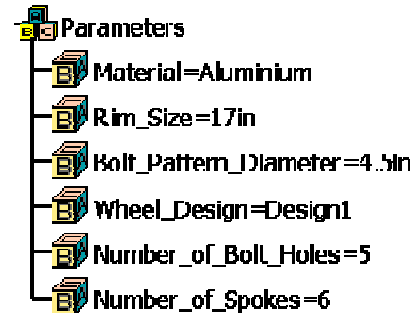 Parameters
Material=Aluminium
Rim_Size=17in
Bolt_Pattern_Diameter=4.5in
Wheel_Design=Design1
Number_of_Bolt_Holes=5
Number_of_Spokes=6